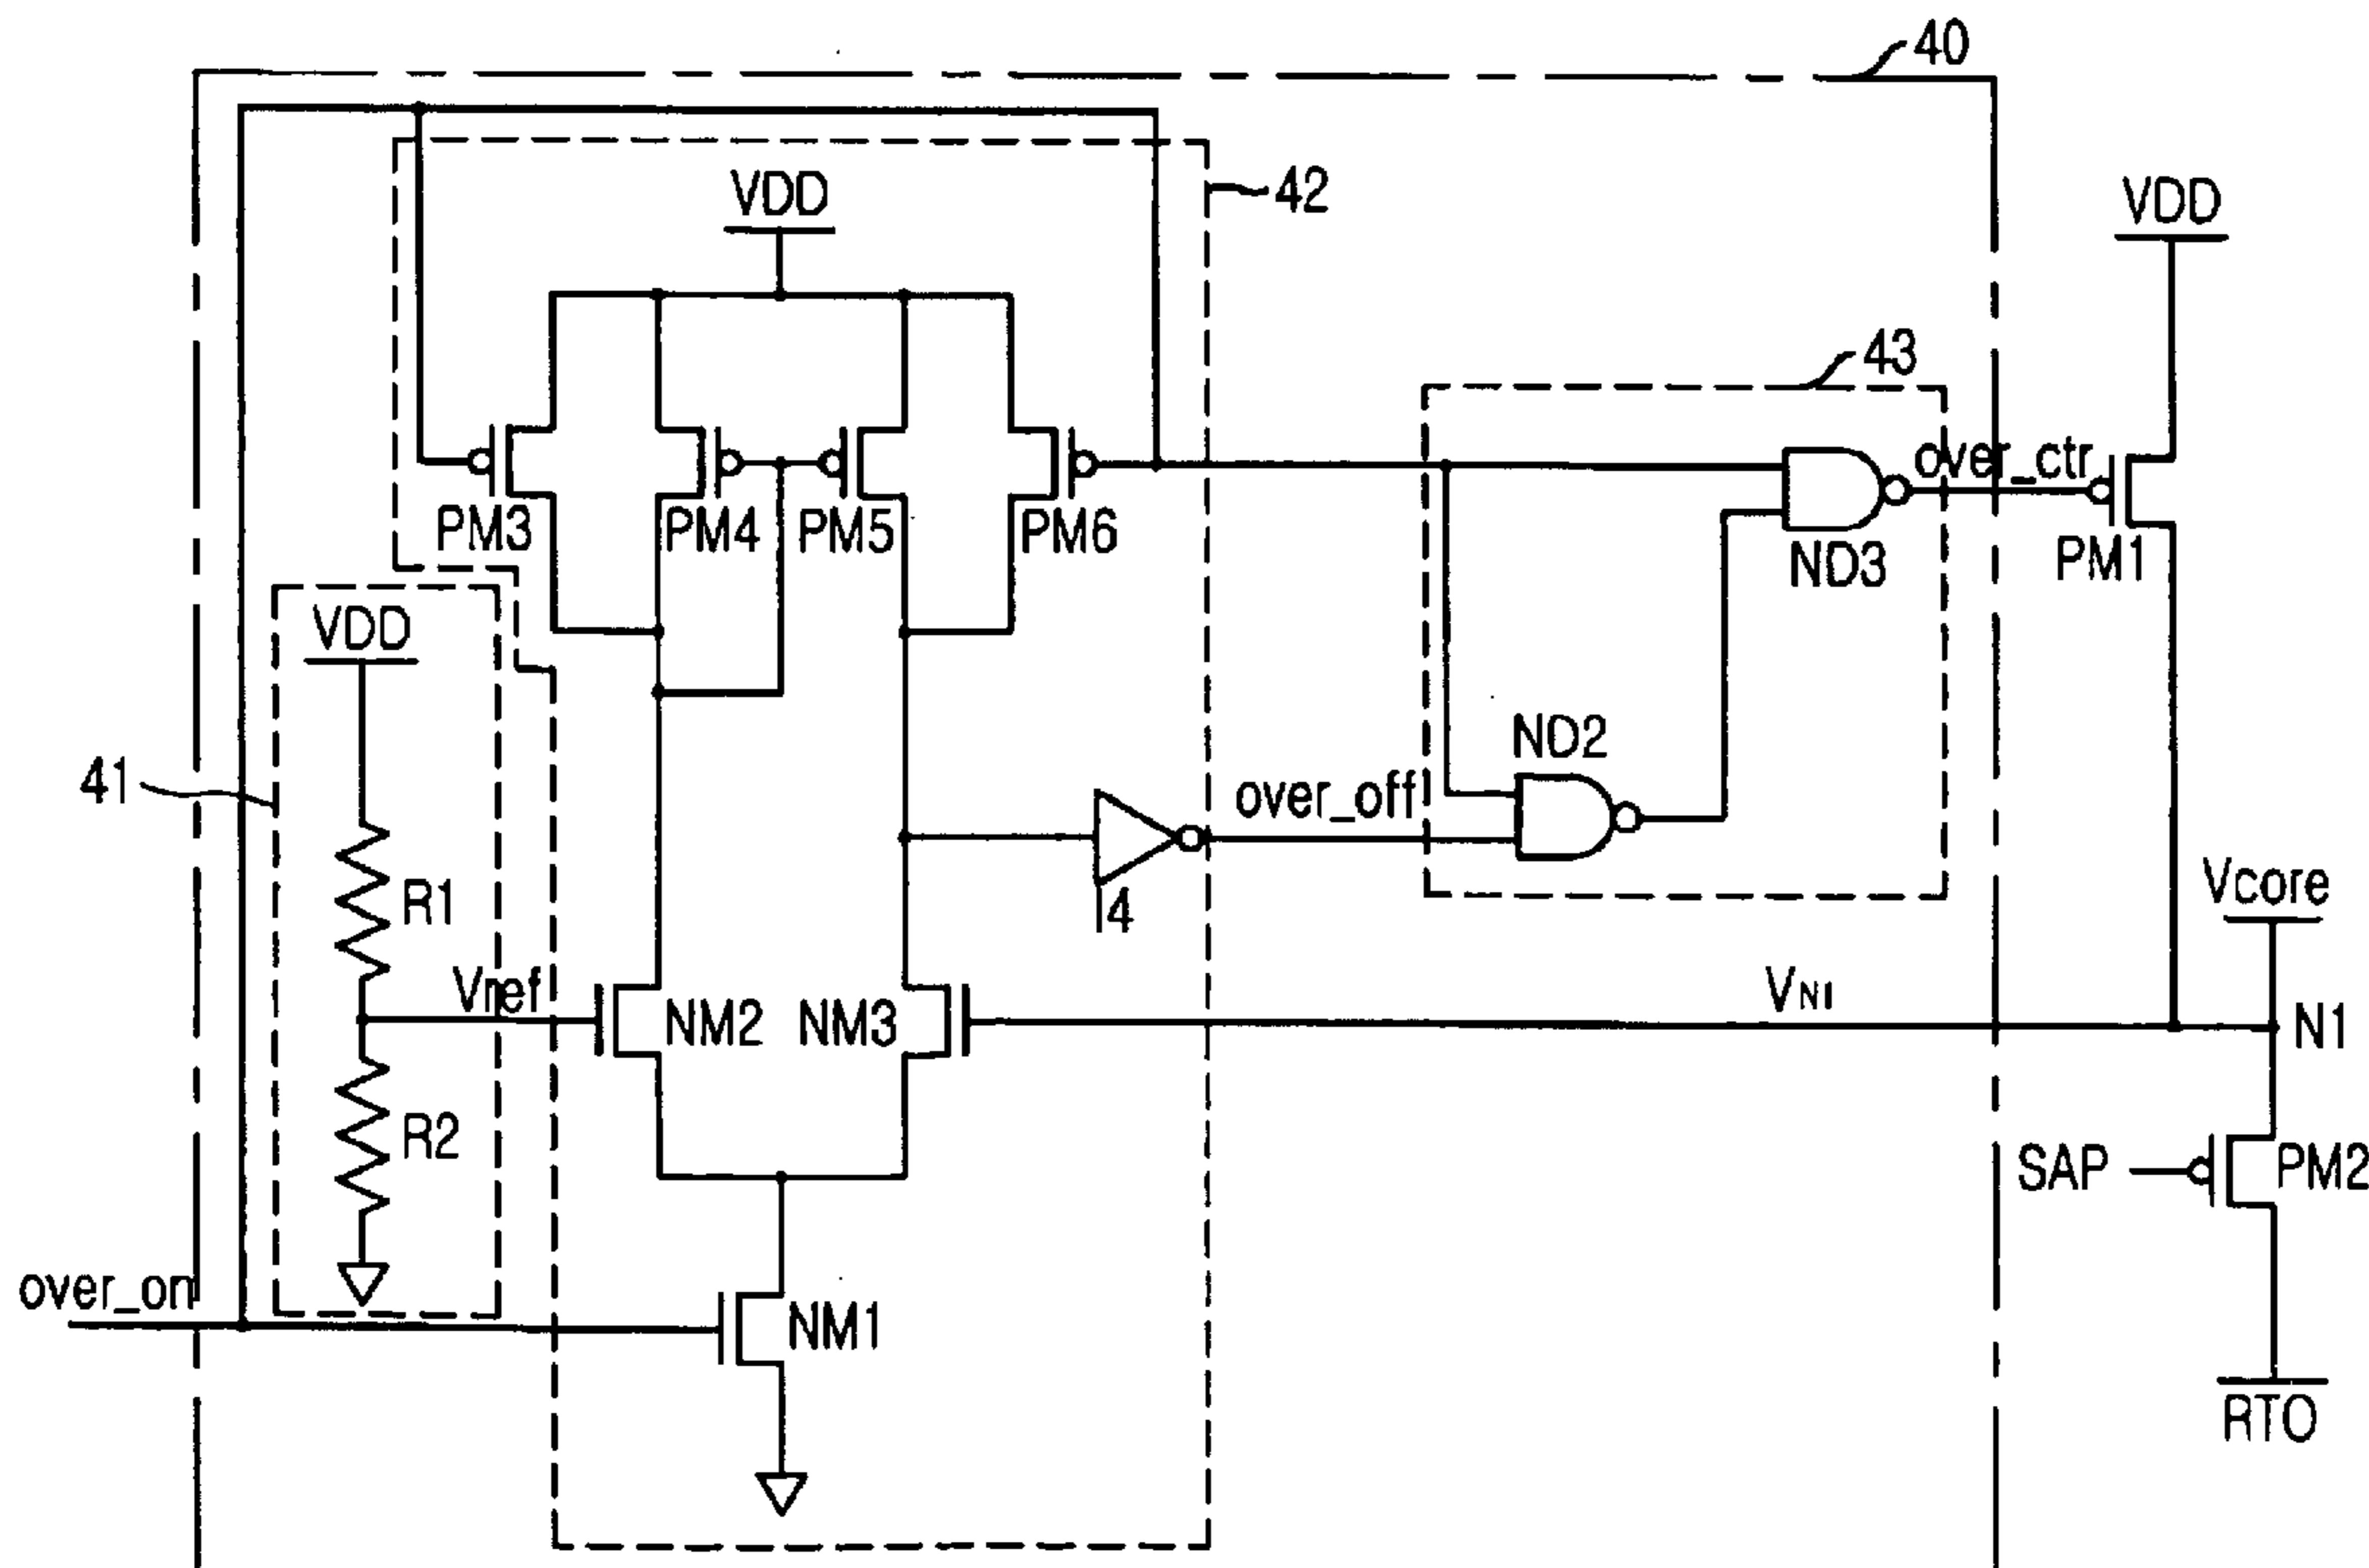 40
VDD
42
VDD
43
over_ctr
PM3
PM4
PM5
PM6
ND3
PM1
VDD
41
ND2
over_off
I4
R1
Vcore
Vref
NM2
NM3
VN1
N1
R2
SAP
PM2
over_on
NM1
RTO